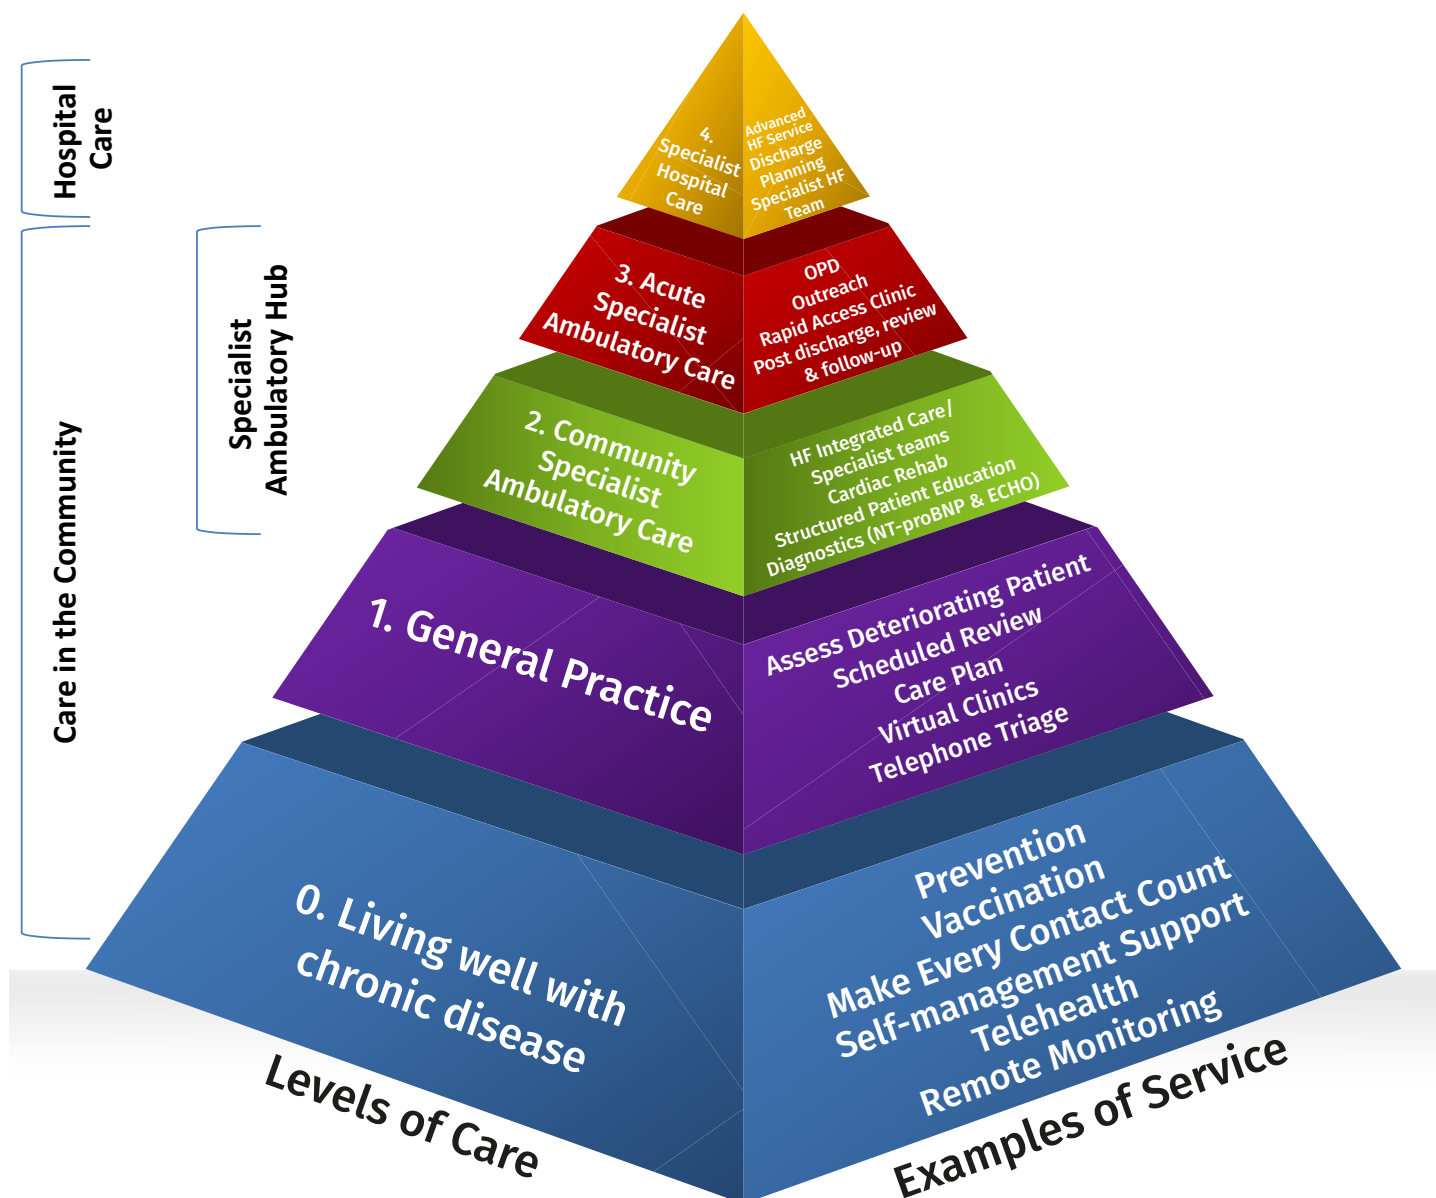 Hospital
Care
Specialist
Ambulatory Hub
Care in the Community
4.
Specialist
Hospital
Care
Advanced
HF Service
Discharge
Planning
Specialist HF
Team
3. Acute
Specialist
Ambulatory Care
OPD
Outreach
Rapid Access Clinic
Post discharge, review
& follow-up
2. Community
Specialist
Ambulatory Care
HF Integrated Care/
Specialist teams
Cardiac Rehab
Structured Patient Education
Diagnostics (NT-proBNP & ECHO)
1. General Practice
Assess Deteriorating Patient
Scheduled Review
Care Plan
Virtual Clinics
Telephone Triage
0. Living well with
chronic disease
Prevention
Vaccination
Make Every Contact Count
Self-management Support
Telehealth
Remote Monitoring
Levels of Care
Examples of Service